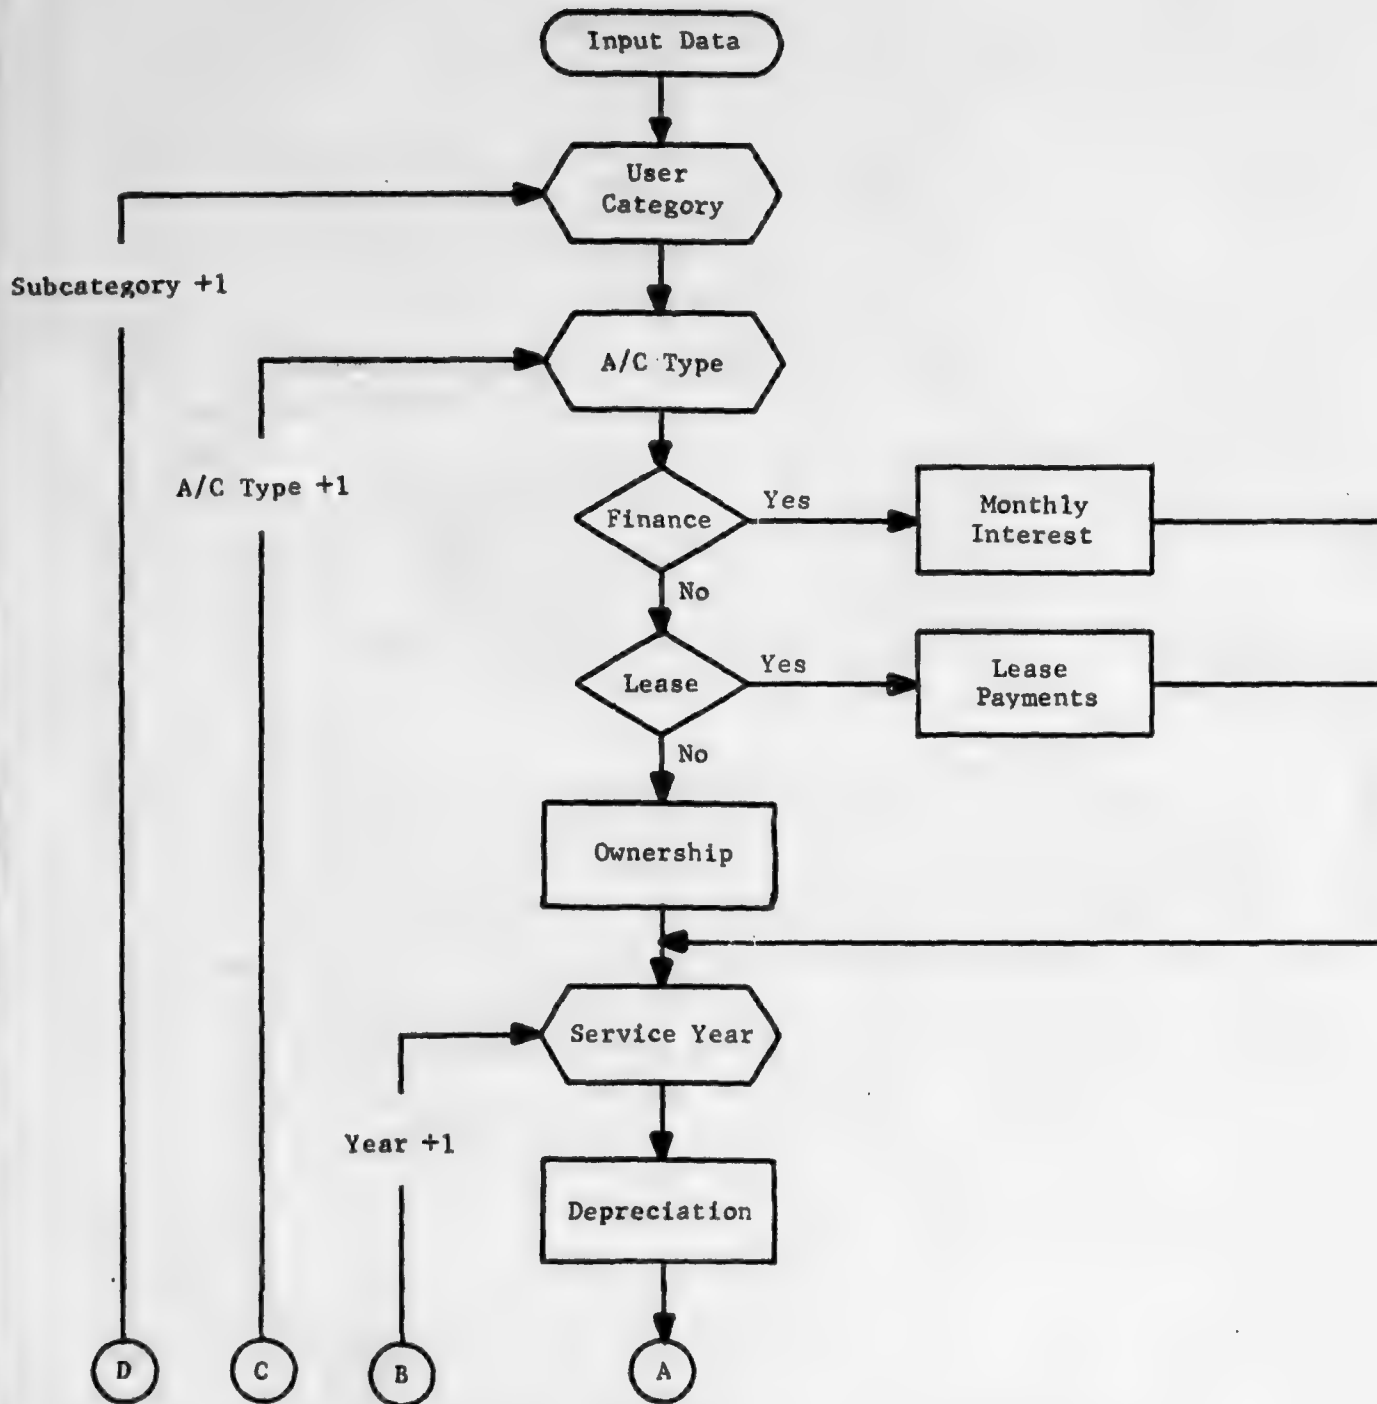 Input Data
User
Category
Subcategory +1
A/C Type
A/C Type +1
Finance
Yes
Monthly
Interest
No
Lease
Yes
Lease
Payments
No
Ownership
Service Year
Year +1
Depreciation
D
C
B
A